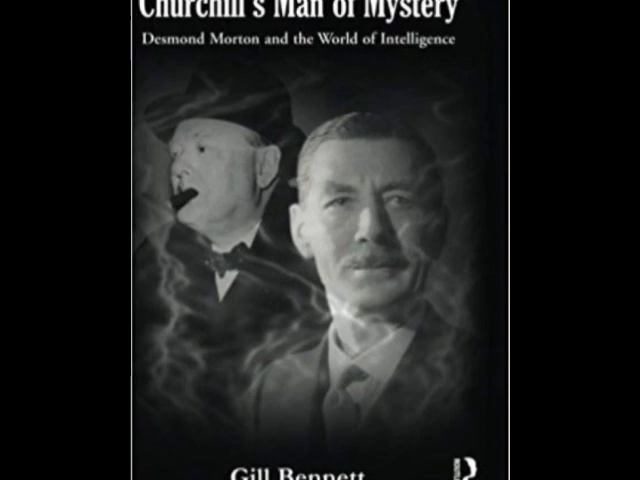 Churchill's Man of Mystery
Desmond Morton and the World of Intelligence
Gill Bennett